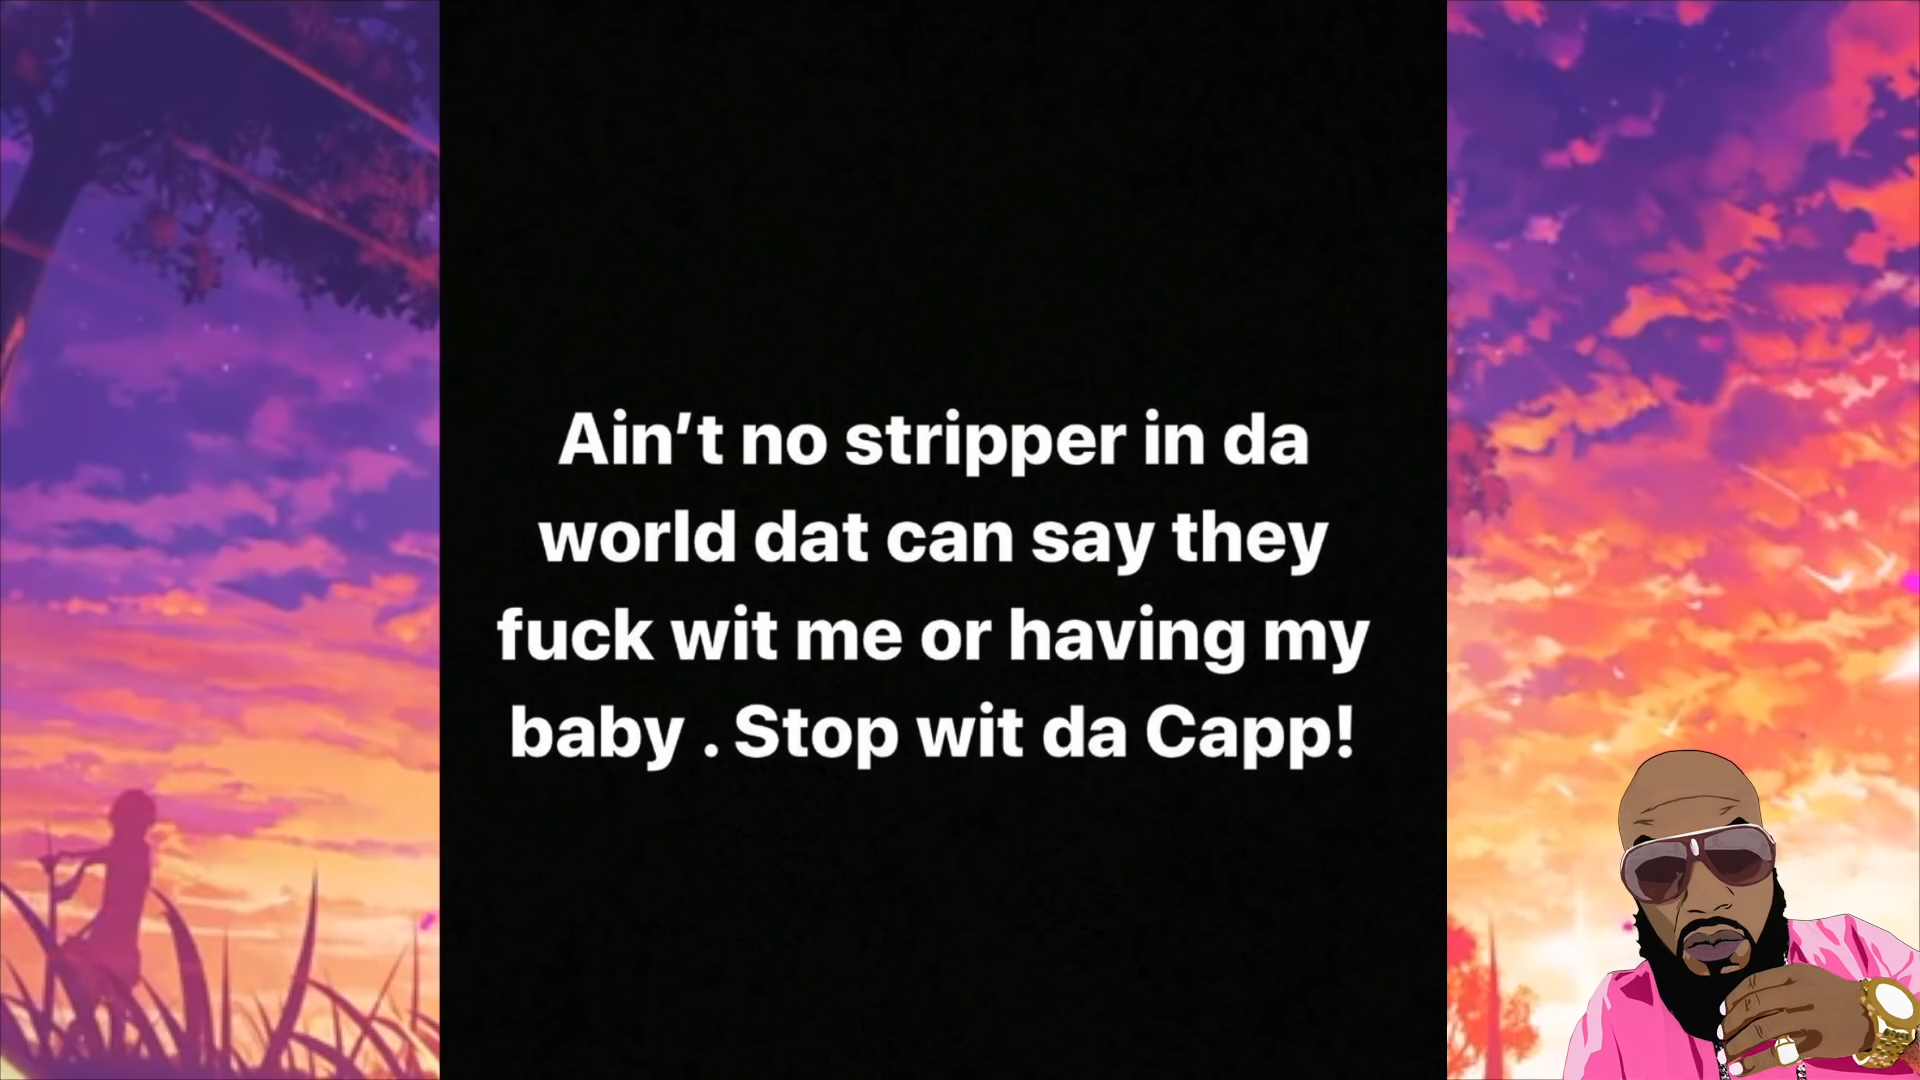 Ain’t no stripper in da
world dat can say they
fuck wit me or having my
baby . Stop wit da Capp!